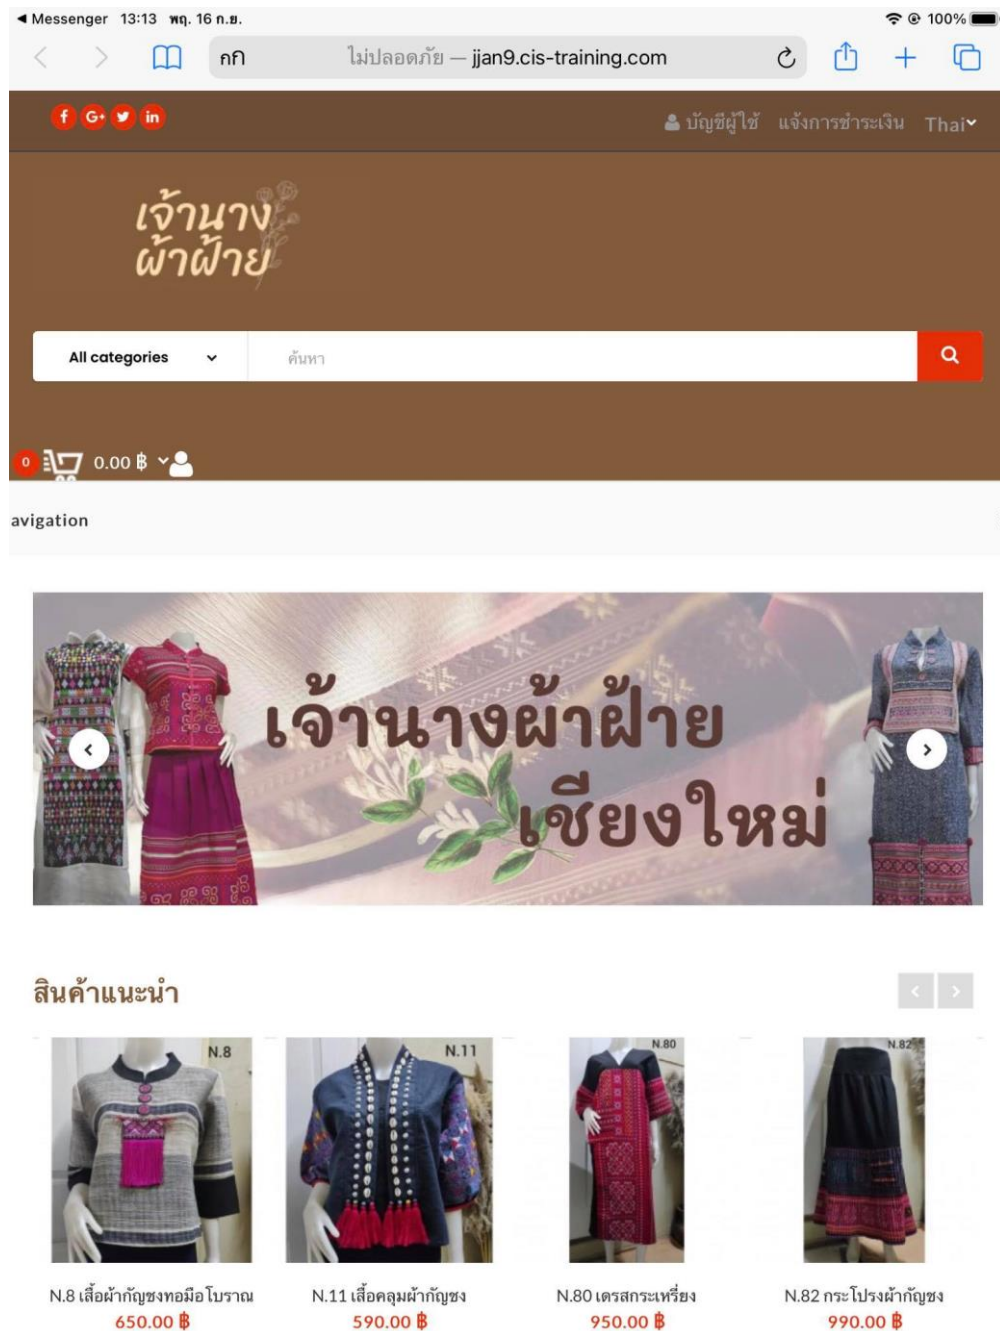 Messenger 13:13 พฤ. 16 ก.ย. 100%
กก ไม่ปลอดภัย — jjan9.cis-training.com
f G+ in บัญชีผู้ใช้ แจ้งการชำระเงิน Thai
เจ้านาง
ผ้าฝ้าย
All categories ค้นหา
0 0.00 ฿
avigation
เจ้านางผ้าฝ้าย
เชียงใหม่
สินค้าแนะนำ
N.8 N.11 N.80 N.82
N.8 เสื้อผ้ากัญชงทอมือโบราณ N.11 เสื้อคลุมผ้ากัญชง N.80 เดรสกระเหรี่ยง N.82 กระโปรงผ้ากัญชง
650.00 ฿ 590.00 ฿ 950.00 ฿ 990.00 ฿